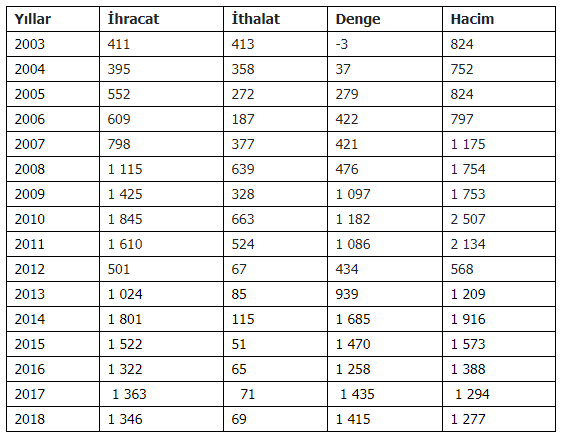 Yıllar İhracat İthalat Denge Hacim
2003 411 413 -3 824
2004 395 358 37 752
2005 552 272 279 824
2006 609 187 422 797
2007 798 377 421 1 175
2008 1 115 639 476 1 754
2009 1 425 328 1 097 1 753
2010 1 845 663 1 182 2 507
2011 1 610 524 1 086 2 134
2012 501 67 434 568
2013 1 024 85 939 1 209
2014 1 801 115 1 685 1 916
2015 1 522 51 1 470 1 573
2016 1 322 65 1 258 1 388
2017 1 363 71 1 435 1 294
2018 1 346 69 1 415 1 277